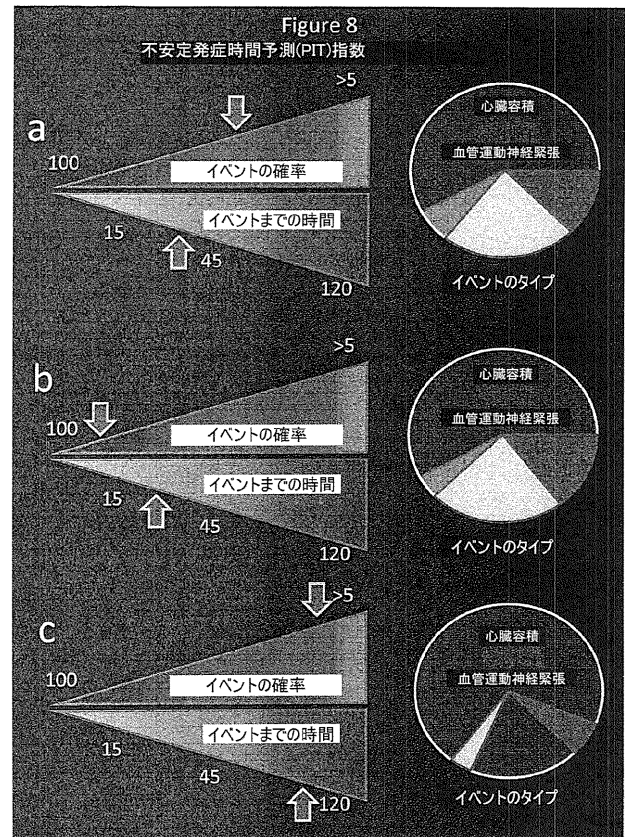 Figure 8
不安定発症時間予測(PIT)指数
a
>5
100
イベントの確率
イベントまでの時間
15
45
120
心臓容積
血管運動神経緊張
イベントのタイプ
b
>5
100
イベントの確率
イベントまでの時間
15
45
120
心臓容積
血管運動神経緊張
イベントのタイプ
c
>5
100
イベントの確率
イベントまでの時間
15
45
120
心臓容積
血管運動神経緊張
イベントのタイプ